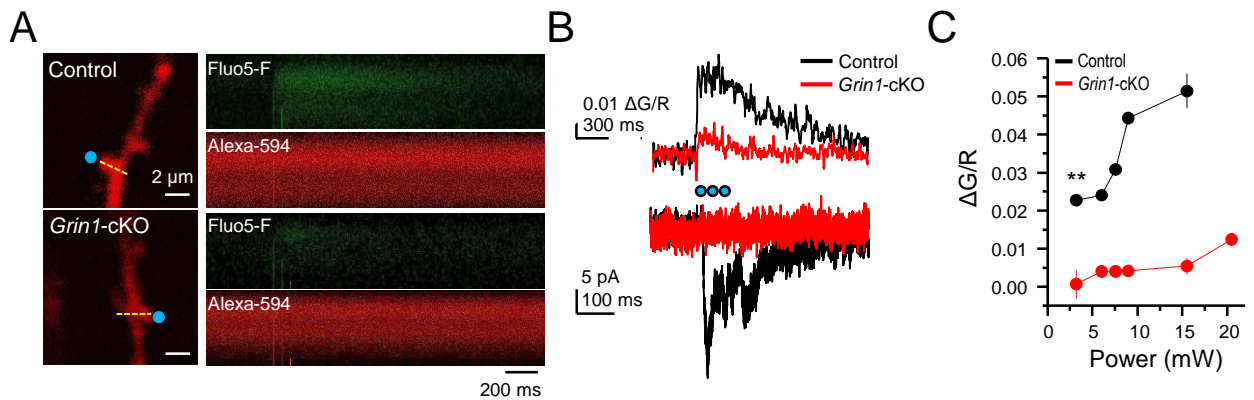 A
Control
2 µm
Grin1-cKO
Fluo5-F
Alexa-594
Fluo5-F
Alexa-594
200 ms
B
Control
Grin1-cKO
0.01 ΔG/R
300 ms
5 pA
100 ms
C
Control
Grin1-cKO
ΔG/R
0.06
0.05
0.04
0.03
0.02
0.01
0.00
**
0 5 10 15 20
Power (mW)